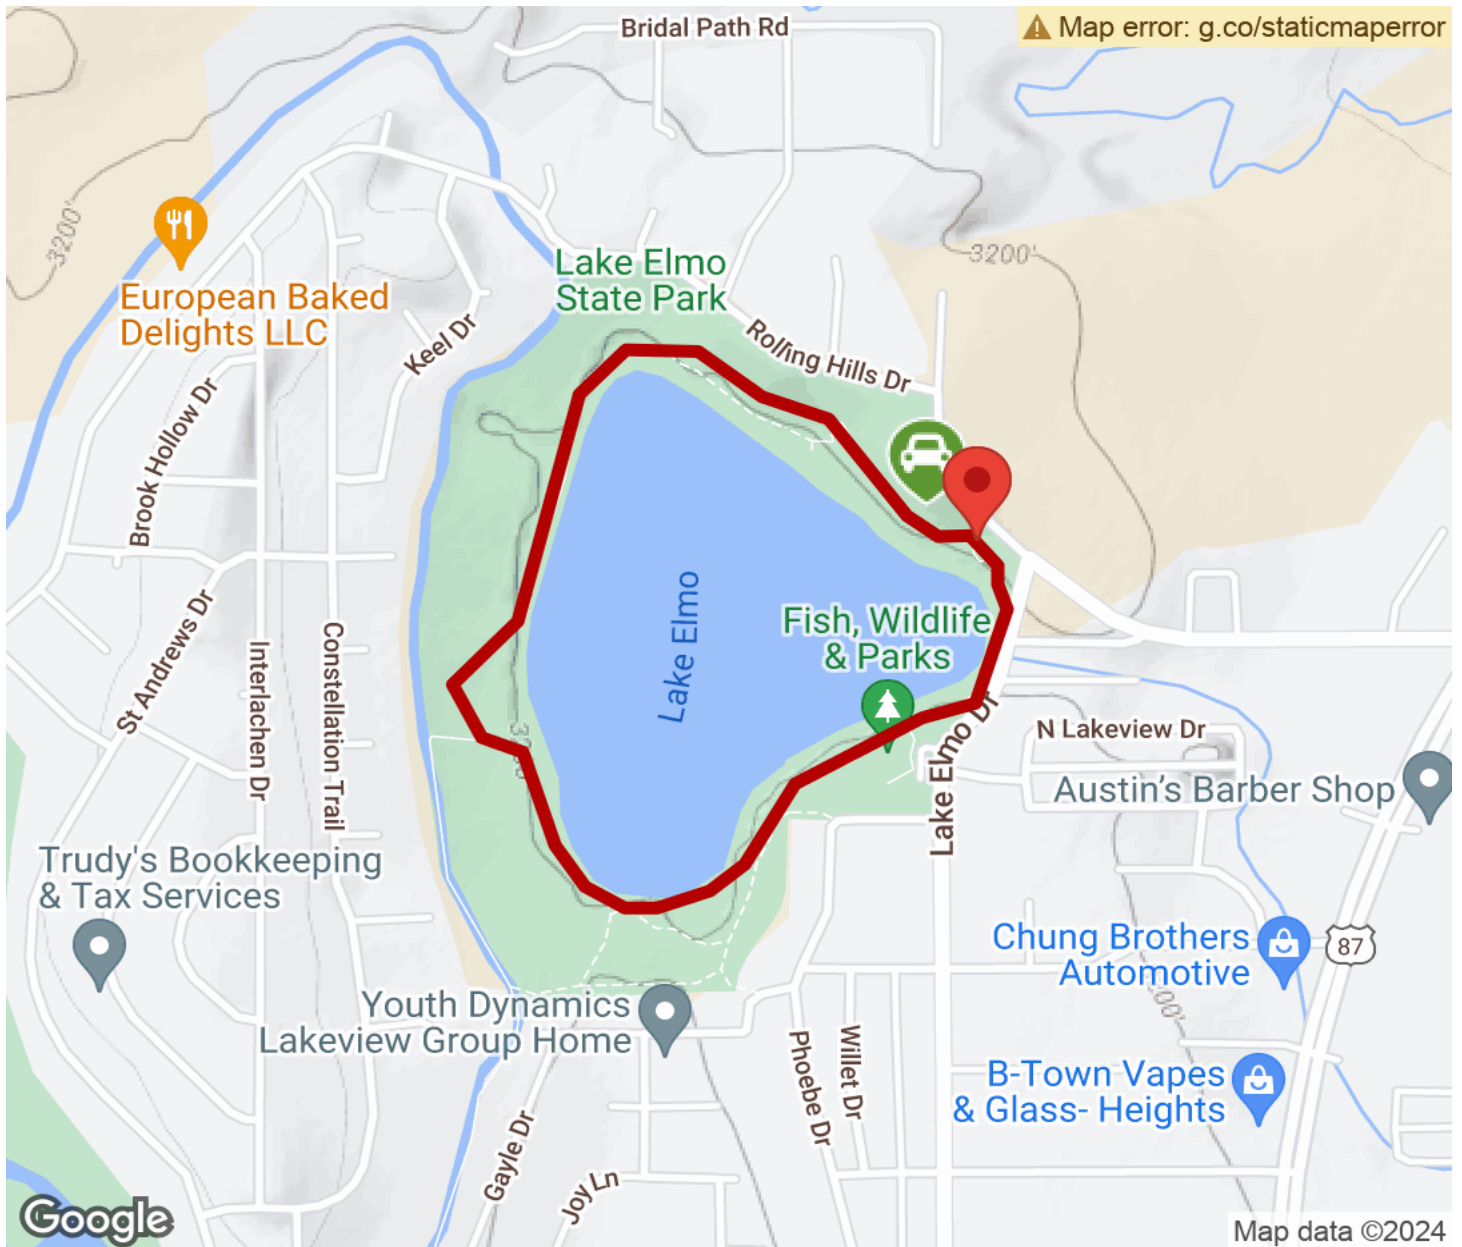 Bridal Path Rd
Map error: g.co/staticmaperror
3200'
3200'
Lake Elmo
State Park
European Baked
Delights LLC
Keel Dr
Rolling Hills Dr
Brook Hollow Dr
Lake Elmo
St Andrews Dr
Interlachen Dr
Constellation Trail
Fish, Wildlife
& Parks
Lake Elmo Dr
N Lakeview Dr
Austin's Barber Shop
Trudy's Bookkeeping
& Tax Services
Chung Brothers
Automotive
87
Youth Dynamics
Lakeview Group Home
Phoebe Dr
Willet Dr
B-Town Vapes
& Glass- Heights
Gayle Dr
Joy Ln
Google
Map data ©2024